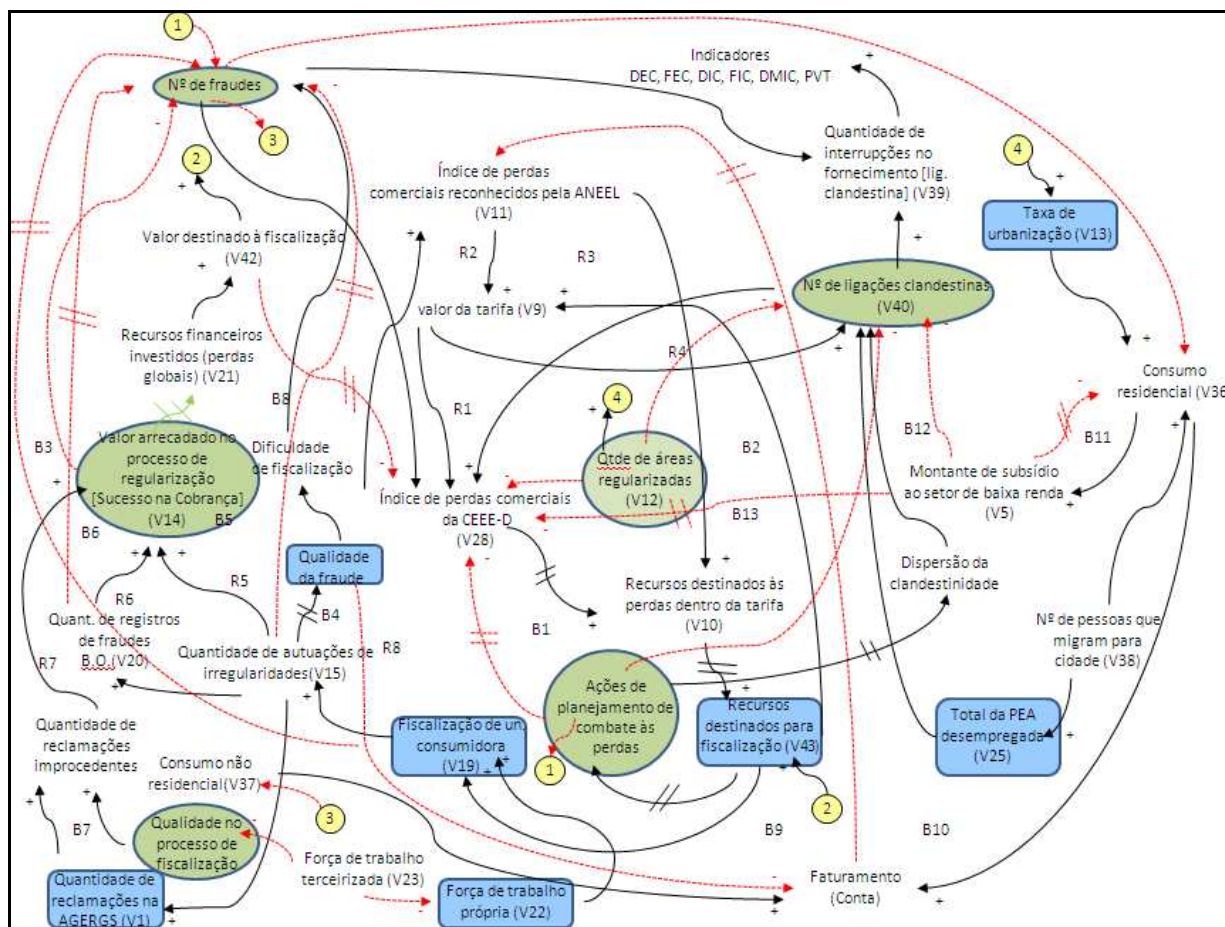 1
Nº de fraudes
3
2
Indicadores
DEC, FEC, DIC, FIC, DMIC, PVT
Quantidade de
interrupções no
fornecimento [lig.
clandestina] (V39)
4
Taxa de
urbanização (V13)
Índice de perdas
comerciais reconhecidos pela ANEEL
(V11)
Valor destinado à fiscalização
(V42)
R2
R3
Nº de ligações clandestinas
(V40)
valor da tarifa (V9)
Recursos financeiros
investidos (perdas
globais) (V21)
R4
Consumo
residencial (V36
B8
R1
4
B3
Valor arrecadado no
processo de
regularização
[Sucesso na Cobrança]
(V14)
B6
B5
Dificuldade
de fiscalização
Índice de perdas comerciais
da CEEE-D
(V28)
Qtde de áreas
regularizadas
(V12)
B2
B12
B11
Montante de subsídio
ao setor de baixa renda
(V5)
B13
Qualidade
da fraude
Recursos destinados às
perdas dentro da tarifa
(V10)
Dispersão da
clandestinidade
R6
R5
B4
Quant. de registros
de fraudes
B.O.(V20)
Quantidade de autuações de
irregularidades(V15)
R8
B1
Nº de pessoas que
migram para
cidade (V38)
R7
Ações de
planejamento de
combate às
perdas
Recursos
destinados para
fiscalização (V43)
Fiscalização de un.
consumidora
(V19)
Total da PEA
desempregada
(V25)
Quantidade de
reclamações
improcedentes
Consumo não
residencial(V37)
1
3
2
B7
Qualidade no
processo de
fiscalização
B9
B10
Força de trabalho
terceirizada (V23)
Faturamento
(Conta)
Quantidade de
reclamações na
AGERGS (V1)
Força de trabalho
própria (V22)